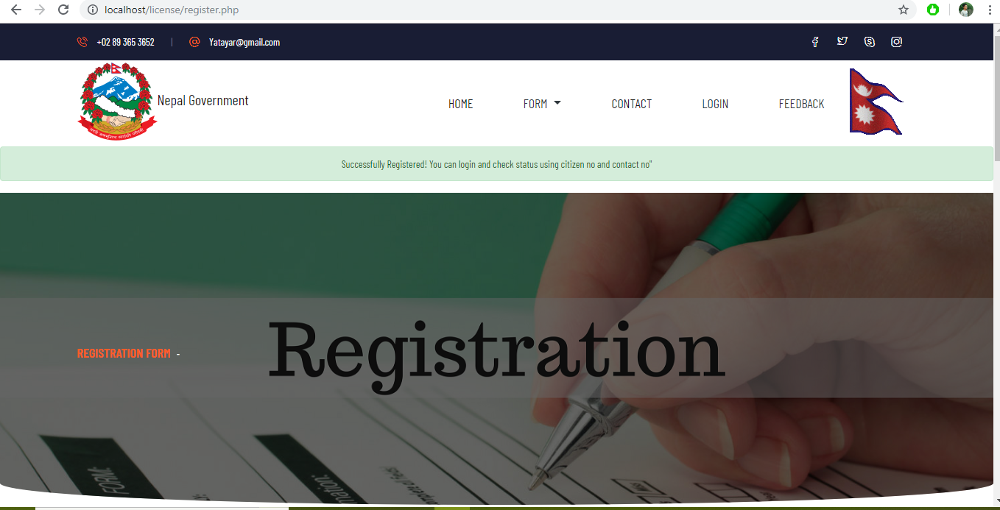 localhost/license/register.php
+02 89 365 3652 | Yatayar@gmail.com
Nepal Government
HOME FORM CONTACT LOGIN FEEDBACK
Successfully Registered! You can login and check status using citizen no and contact no"
Registration
REGISTRATION FORM -
FORM: